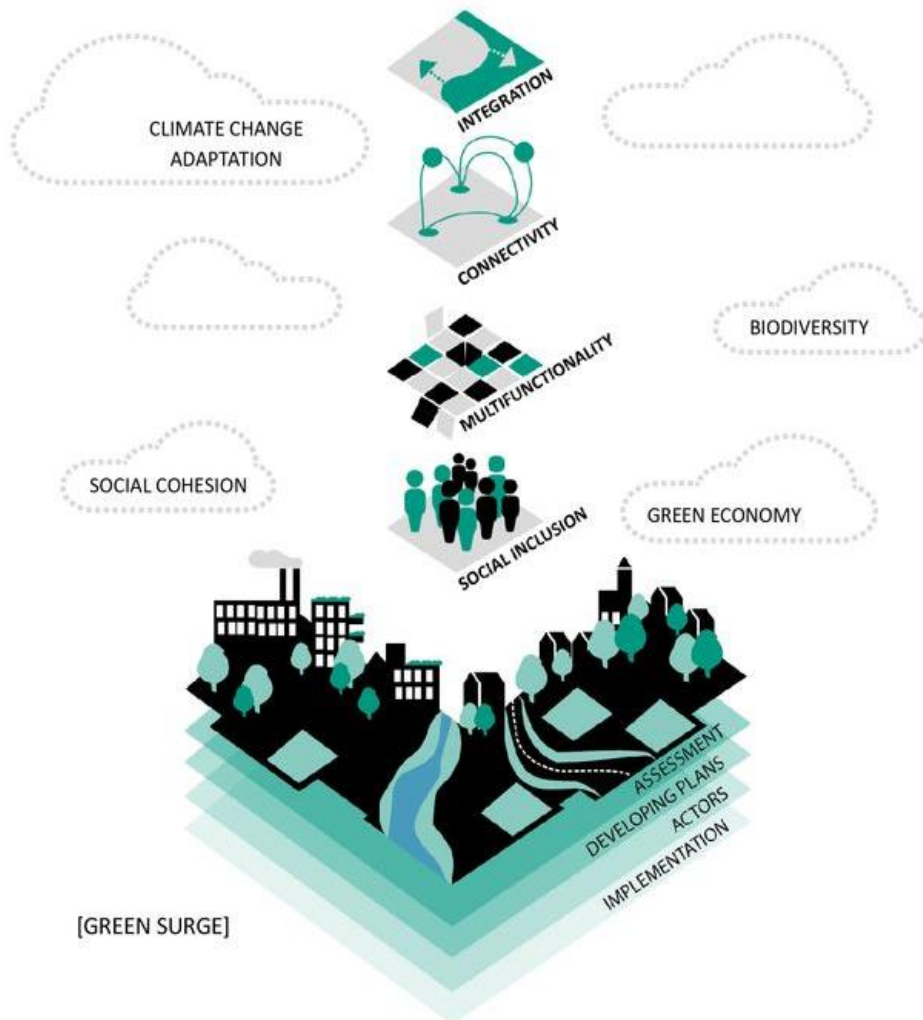 INTEGRATION
CLIMATE CHANGE
ADAPTATION
CONNECTIVITY
BIODIVERSITY
MULTIFUNCTIONALITY
SOCIAL COHESION
GREEN ECONOMY
SOCIAL INCLUSION
ASSESSMENT
DEVELOPING PLANS
ACTORS
IMPLEMENTATION
[GREEN SURGE]